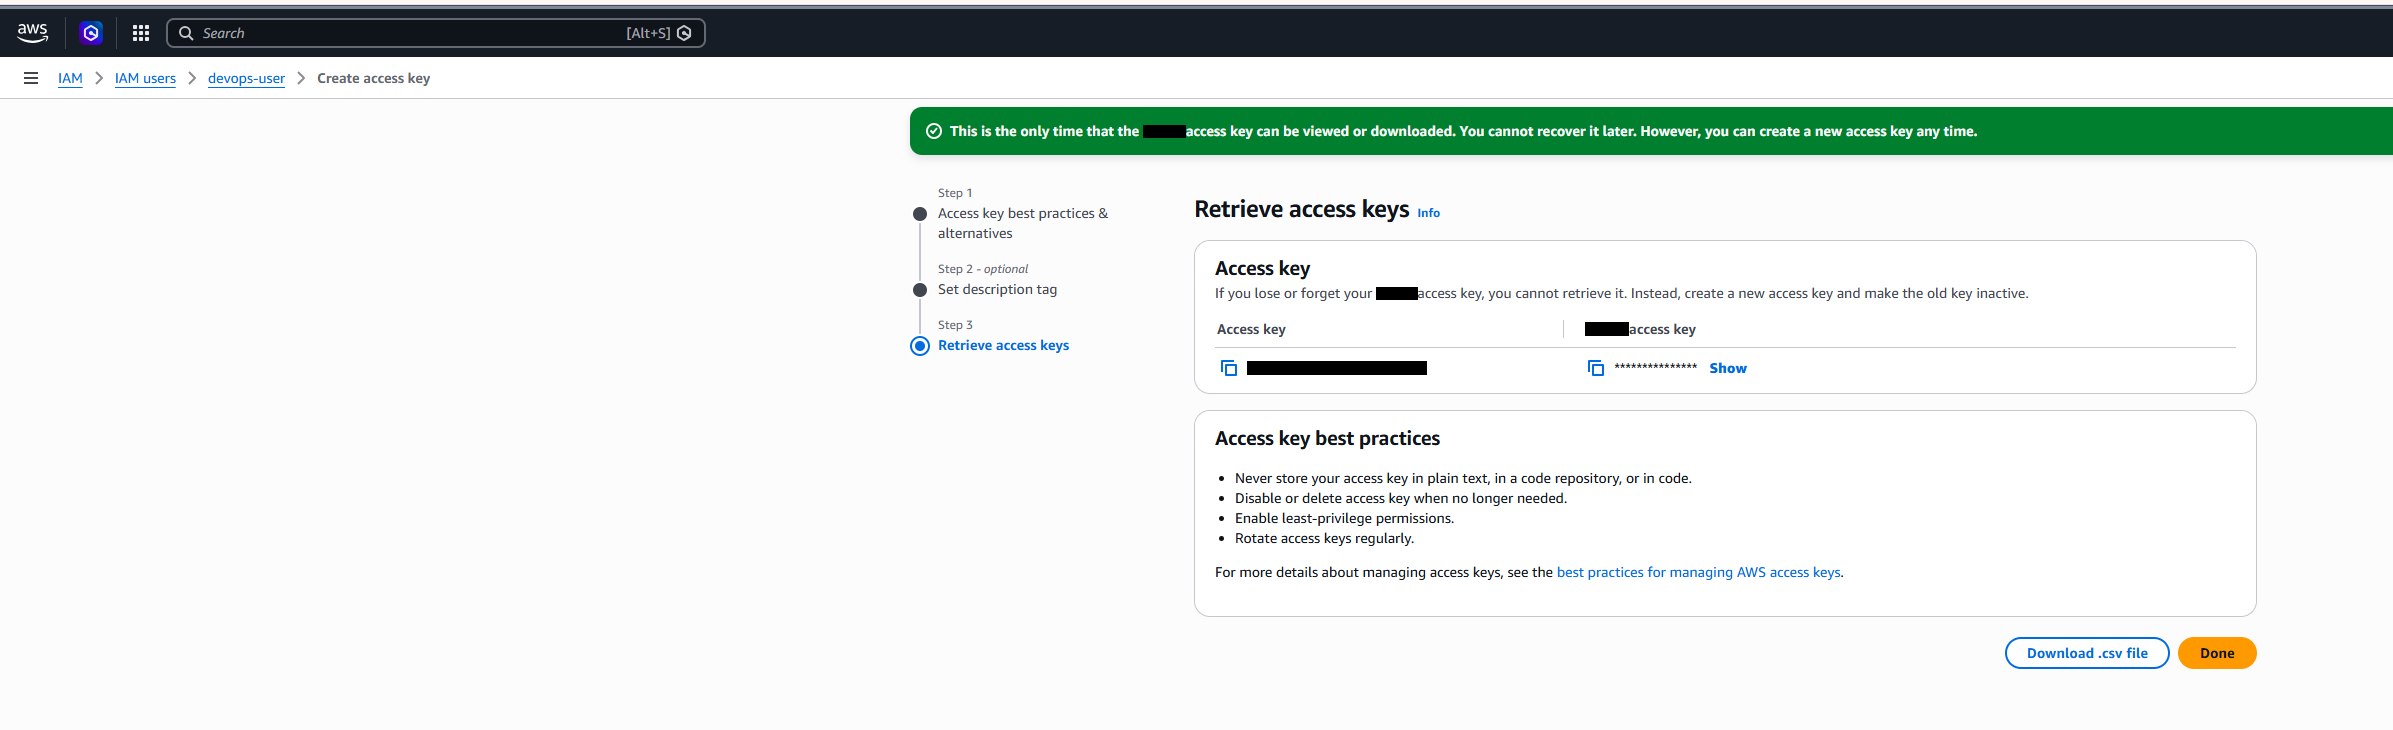 aws
Search [Alt+S]
IAM > IAM users > devops-user > Create access key
This is the only time that the access key can be viewed or downloaded. You cannot recover it later. However, you can create a new access key any time.
Step 1
Access key best practices &
alternatives
Step 2 - optional
Set description tag
Step 3
Retrieve access keys
Retrieve access keys Info
Access key
If you lose or forget your access key, you cannot retrieve it. Instead, create a new access key and make the old key inactive.
Access key access key
*************** Show
Access key best practices
• Never store your access key in plain text, in a code repository, or in code.
• Disable or delete access key when no longer needed.
• Enable least-privilege permissions.
• Rotate access keys regularly.
For more details about managing access keys, see the best practices for managing AWS access keys.
Download .csv file Done